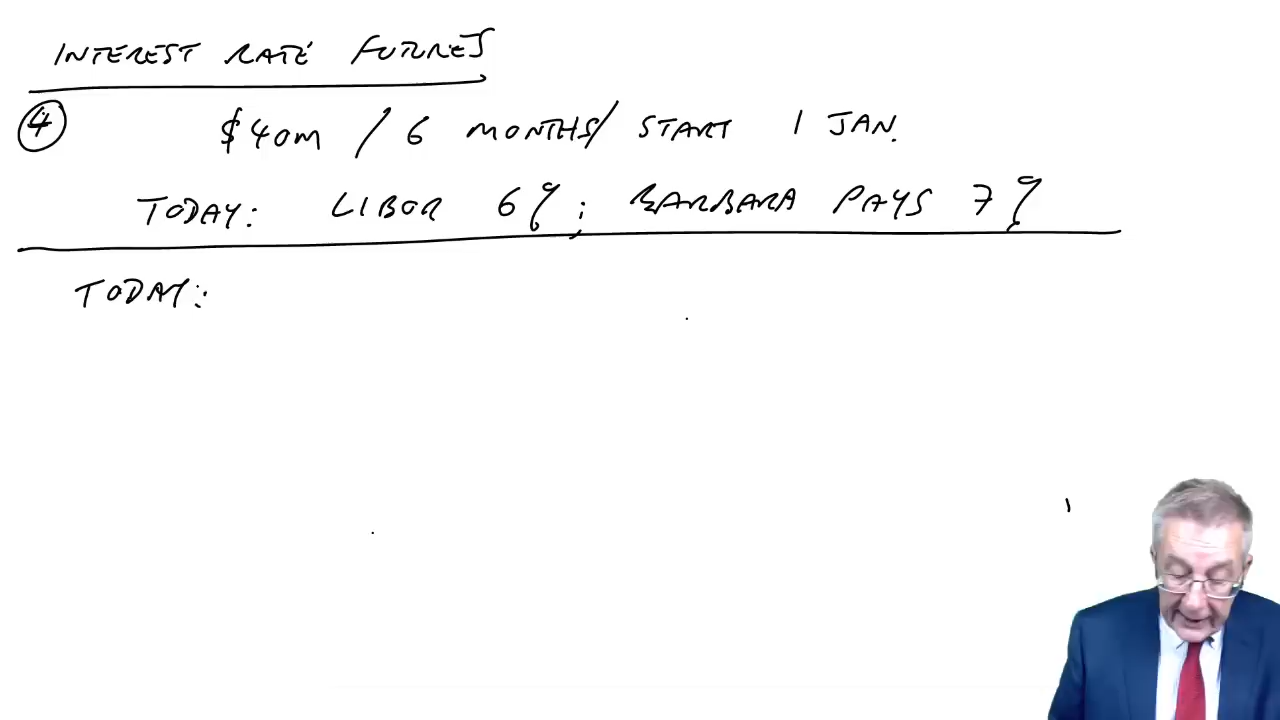 INTEREST RATE FUTURES
④ $40M / 6 MONTHS/ START 1 JAN.
TODAY: LIBOR 6%; BARBARA PAYS 7%
TODAY: